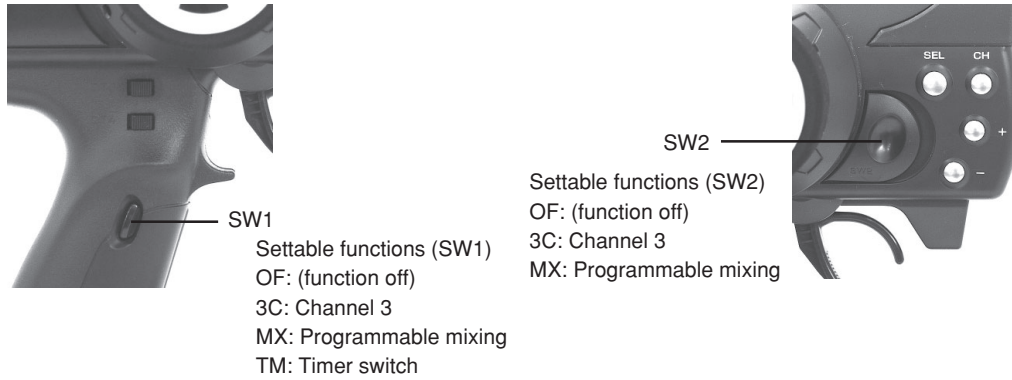 SW1
Settable functions (SW1)
OF: (function off)
3C: Channel 3
MX: Programmable mixing
TM: Timer switch
SEL CH
+
SW2
SW2
–
Settable functions (SW2)
OF: (function off)
3C: Channel 3
MX: Programmable mixing